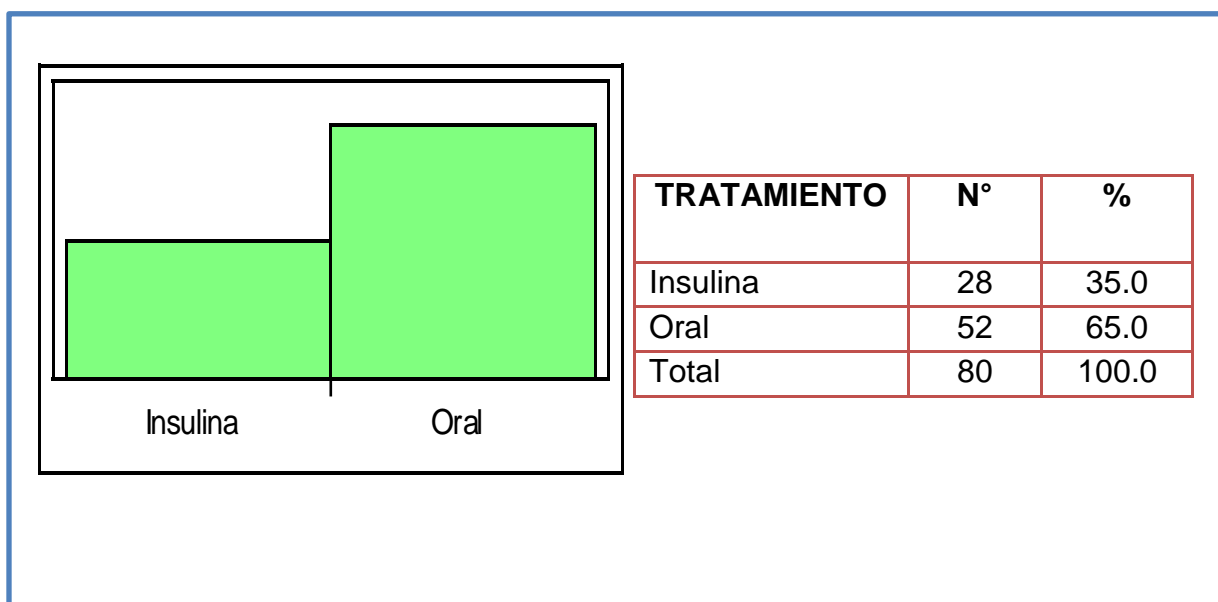 Insulina Oral
TRATAMIENTO N° %
Insulina 28 35.0
Oral 52 65.0
Total 80 100.0